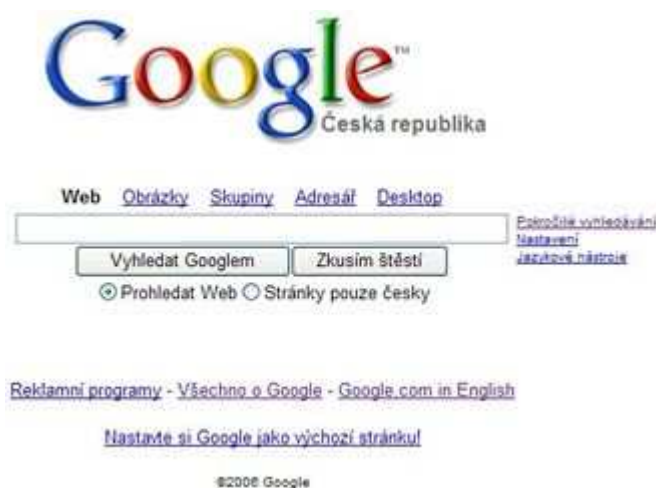 Google™
Česká republika
Web Obrázky Skupiny Adresář Desktop
Pokročilé vyhledávání
Nastavení
Jazykové nástroje
Vyhledat Googlem Zkusím štěstí
Prohledat Web Stránky pouze česky
Reklamní programy - Všechno o Google - Google.com in English
Nastavte si Google jako výchozí stránku!
©2006 Google